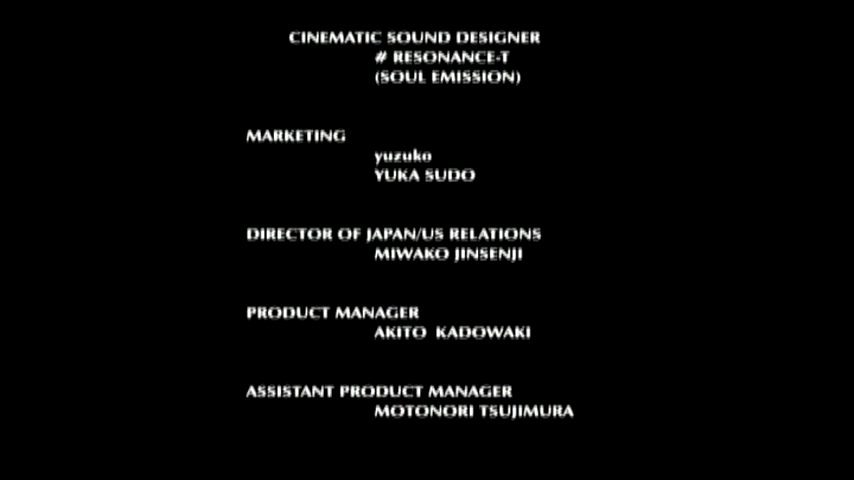 CINEMATIC SOUND DESIGNER
# RESONANCE-T
(SOUL EMISSION)
MARKETING
yuzuko
YUKA SUDO
DIRECTOR OF JAPAN/US RELATIONS
MIWAKO JINSENJI
PRODUCT MANAGER
AKITO KADOWAKI
ASSISTANT PRODUCT MANAGER
MOTONORI TSUJIMURA